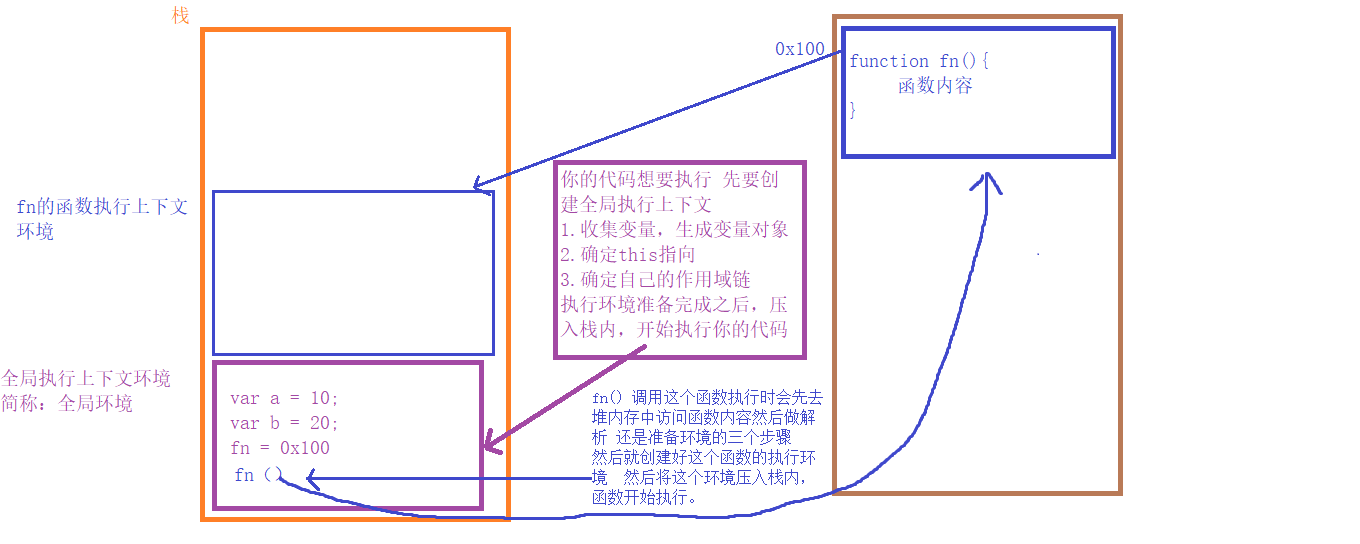 栈
0x100
function fn(){
函数内容
}
你的代码想要执行 先要创
建全局执行上下文
1.收集变量，生成变量对象
2.确定this指向
3.确定自己的作用域链
执行环境准备完成之后，压
入栈内，开始执行你的代码
fn的函数执行上下文
环境
全局执行上下文环境
简称：全局环境
var a = 10;
var b = 20;
fn = 0x100
fn（）
fn() 调用这个函数执行时会先去
堆内存中访问函数内容然后做解
析 还是准备环境的三个步骤
然后就创建好这个函数的执行环
境 然后将这个环境压入栈内，
函数开始执行。